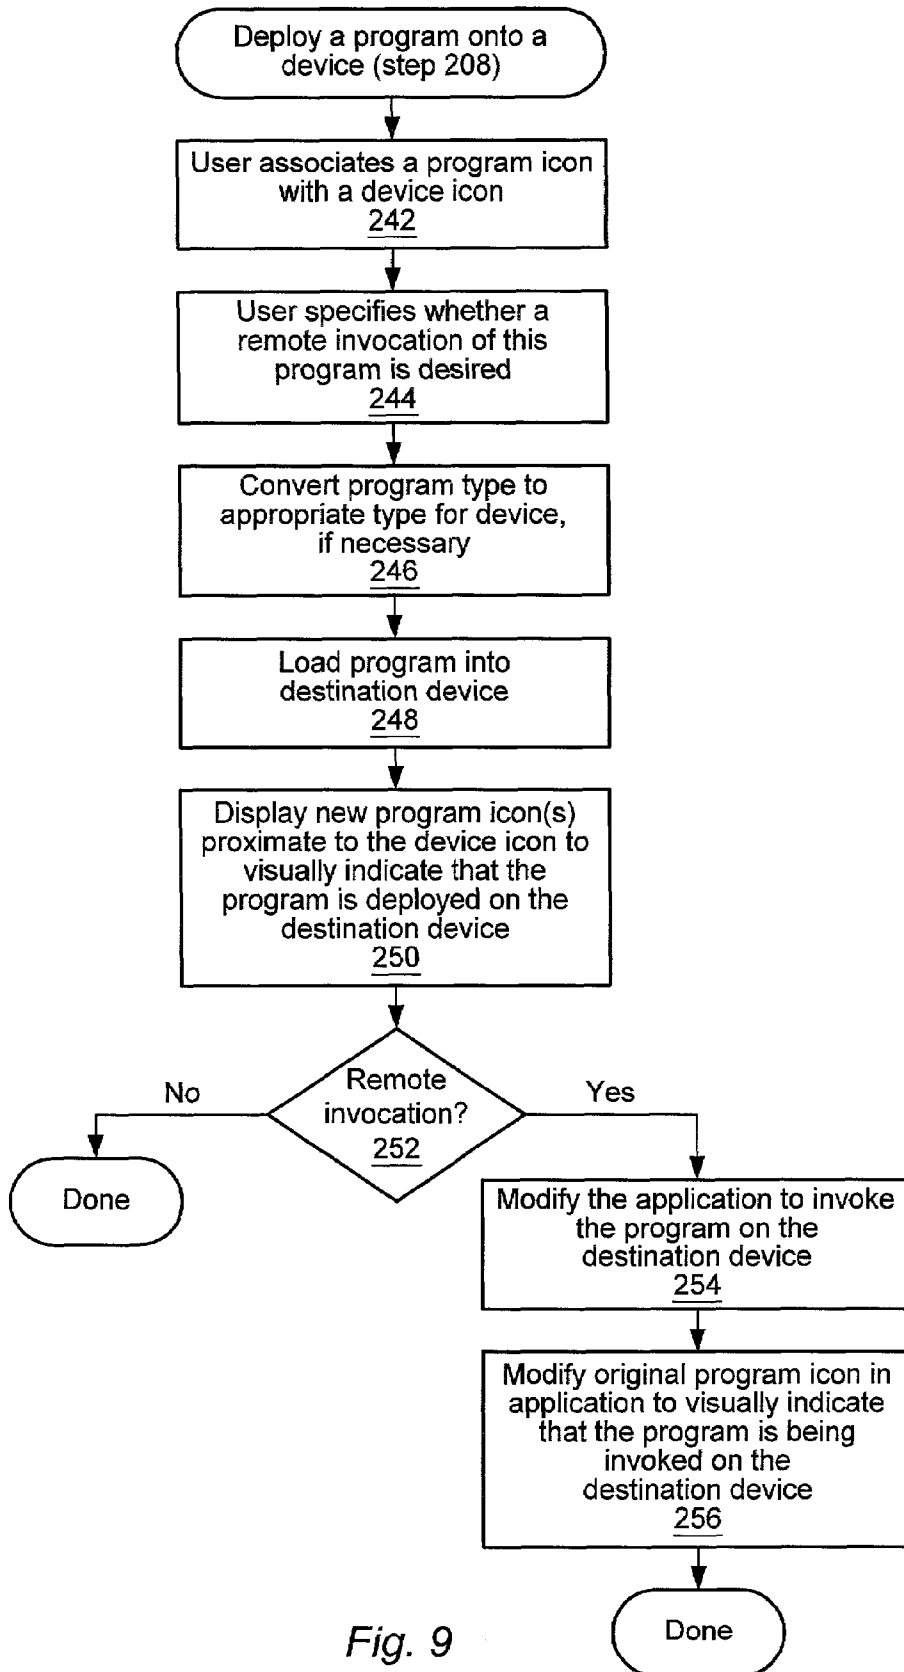 Deploy a program onto a
device (step 208)
User associates a program icon
with a device icon
242
User specifies whether a
remote invocation of this
program is desired
244
Convert program type to
appropriate type for device,
if necessary
246
Load program into
destination device
248
Display new program icon(s)
proximate to the device icon to
visually indicate that the
program is deployed on the
destination device
250
Remote
invocation?
252
No
Yes
Done
Modify the application to invoke
the program on the
destination device
254
Modify original program icon in
application to visually indicate
that the program is being
invoked on the
destination device
256
Done
Fig. 9